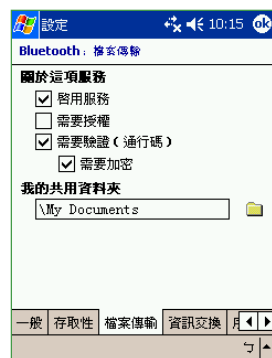 設定 10:15 ok
Bluetooth: 檔案傳輸
關於這項服務
啓用服務
需要授權
需要驗證(通行碼)
需要加密
我的共用資料夾
\My Documents
一般 存取性 檔案傳輸 資訊交換
ㄅ